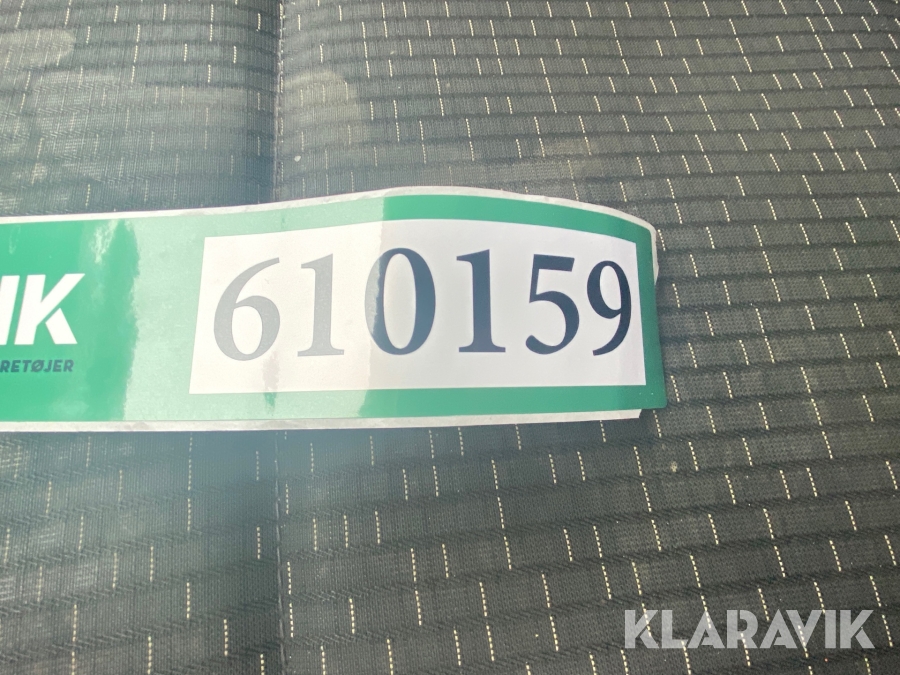 IK
RETØJER
610159
KLARAVIK